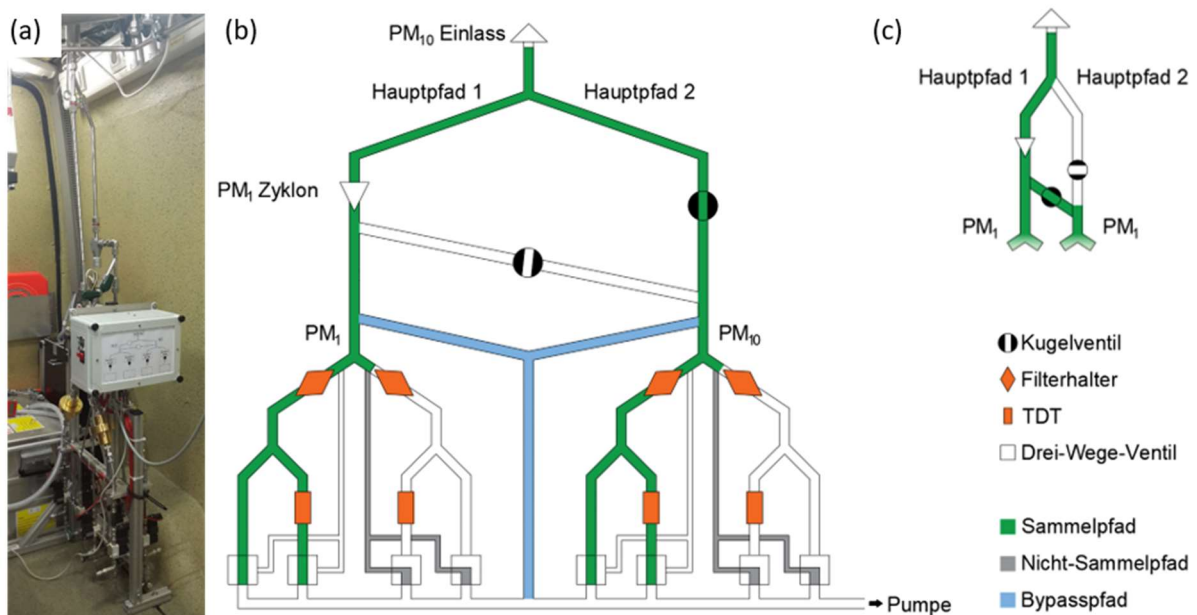 (a)
(b)
(c)
PM₁₀ Einlass
Hauptpfad 1
Hauptpfad 2
Hauptpfad 1
Hauptpfad 2
PM₁ Zyklon
PM₁
PM₁
PM₁
PM₁₀
Kugelventil
Filterhalter
TDT
Drei-Wege-Ventil
Sammelpfad
Nicht-Sammelpfad
Bypasspfad
Pumpe